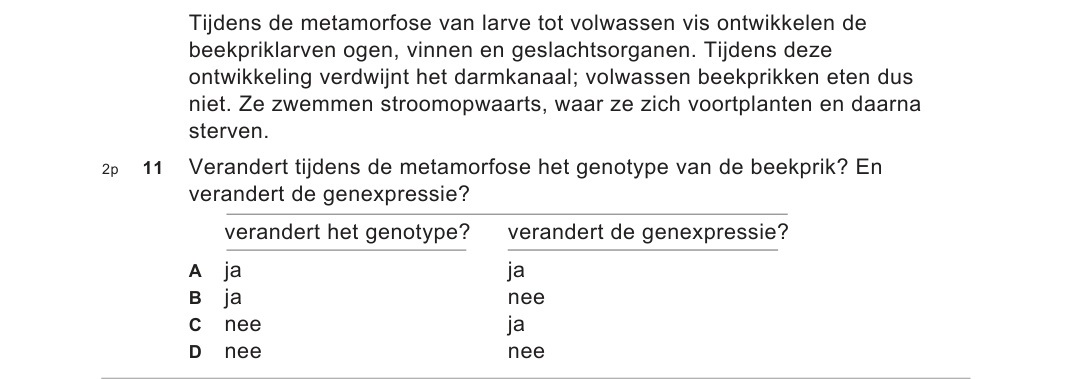 Tijdens de metamorfose van larve tot volwassen vis ontwikkelen de
beekpriklarven ogen, vinnen en geslachtsorganen. Tijdens deze
ontwikkeling verdwijnt het darmkanaal; volwassen beekprikken eten dus
niet. Ze zwemmen stroomopwaarts, waar ze zich voortplanten en daarna
sterven.
2p 11 Verandert tijdens de metamorfose het genotype van de beekprik? En
verandert de genexpressie?
verandert het genotype? verandert de genexpressie?
A ja ja
B ja nee
C nee ja
D nee nee